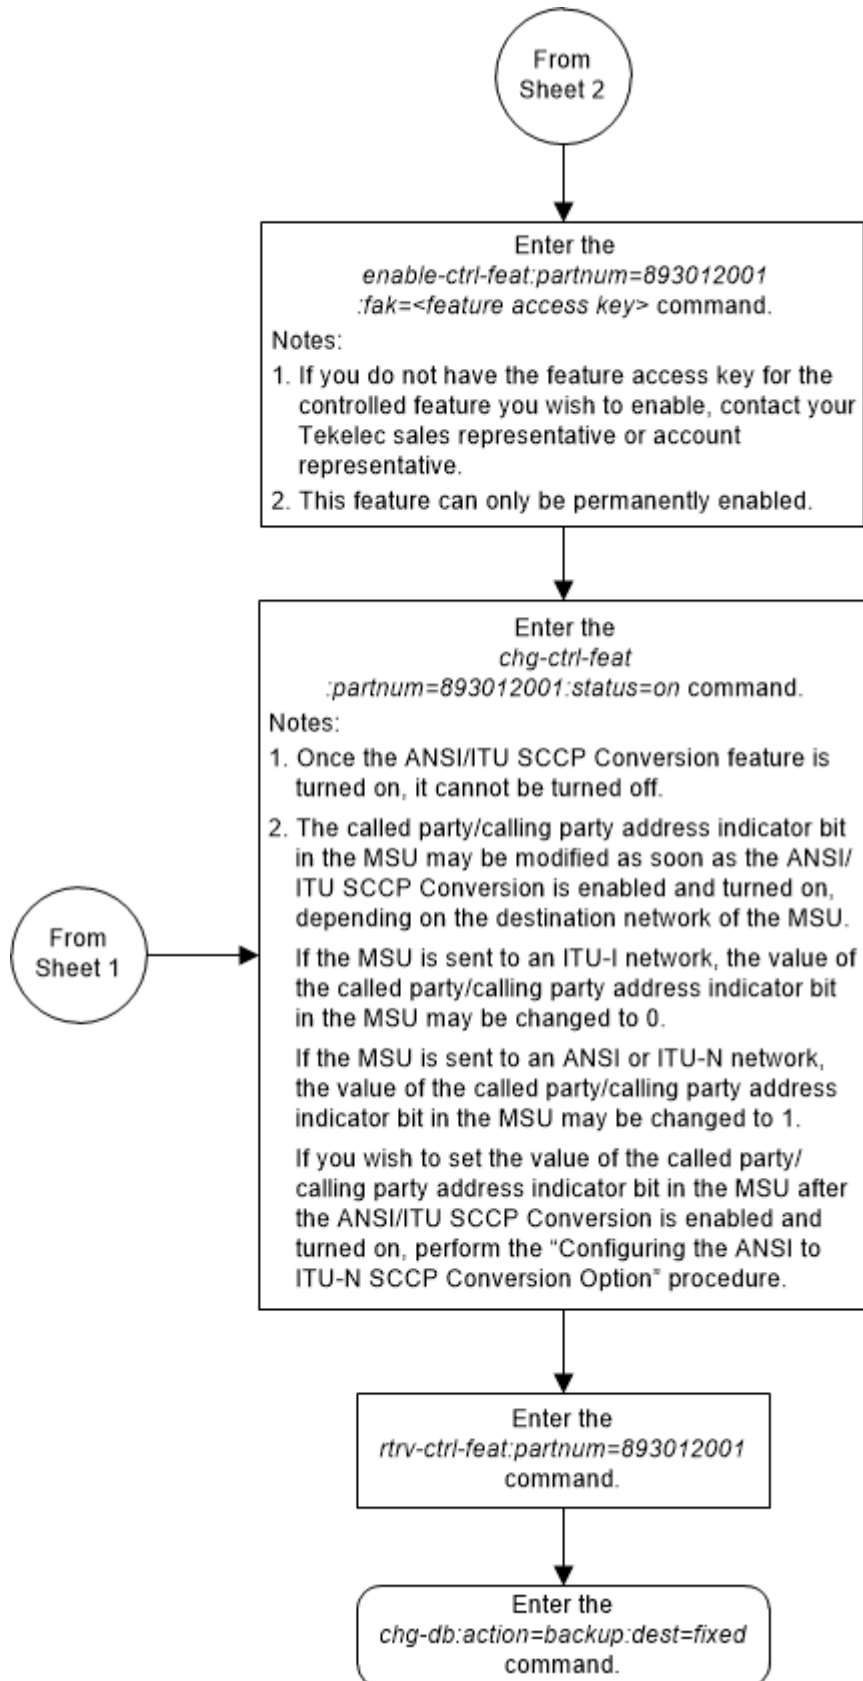 From
Sheet 2
Enter the
enable-ctrl-feat:partnum=893012001
:fak=<feature access key> command.
Notes:
1. If you do not have the feature access key for the
controlled feature you wish to enable, contact your
Tekelec sales representative or account
representative.
2. This feature can only be permanently enabled.
Enter the
chg-ctrl-feat
:partnum=893012001:status=on command.
Notes:
1. Once the ANSI/ITU SCCP Conversion feature is
turned on, it cannot be turned off.
2. The called party/calling party address indicator bit
in the MSU may be modified as soon as the ANSI/
ITU SCCP Conversion is enabled and turned on,
depending on the destination network of the MSU.
If the MSU is sent to an ITU-I network, the value of
the called party/calling party address indicator bit
in the MSU may be changed to 0.
If the MSU is sent to an ANSI or ITU-N network,
the value of the called party/calling party address
indicator bit in the MSU may be changed to 1.
If you wish to set the value of the called party/
calling party address indicator bit in the MSU after
the ANSI/ITU SCCP Conversion is enabled and
turned on, perform the “Configuring the ANSI to
ITU-N SCCP Conversion Option” procedure.
From
Sheet 1
Enter the
rtrv-ctrl-feat:partnum=893012001
command.
Enter the
chg-db:action=backup:dest=fixed
command.